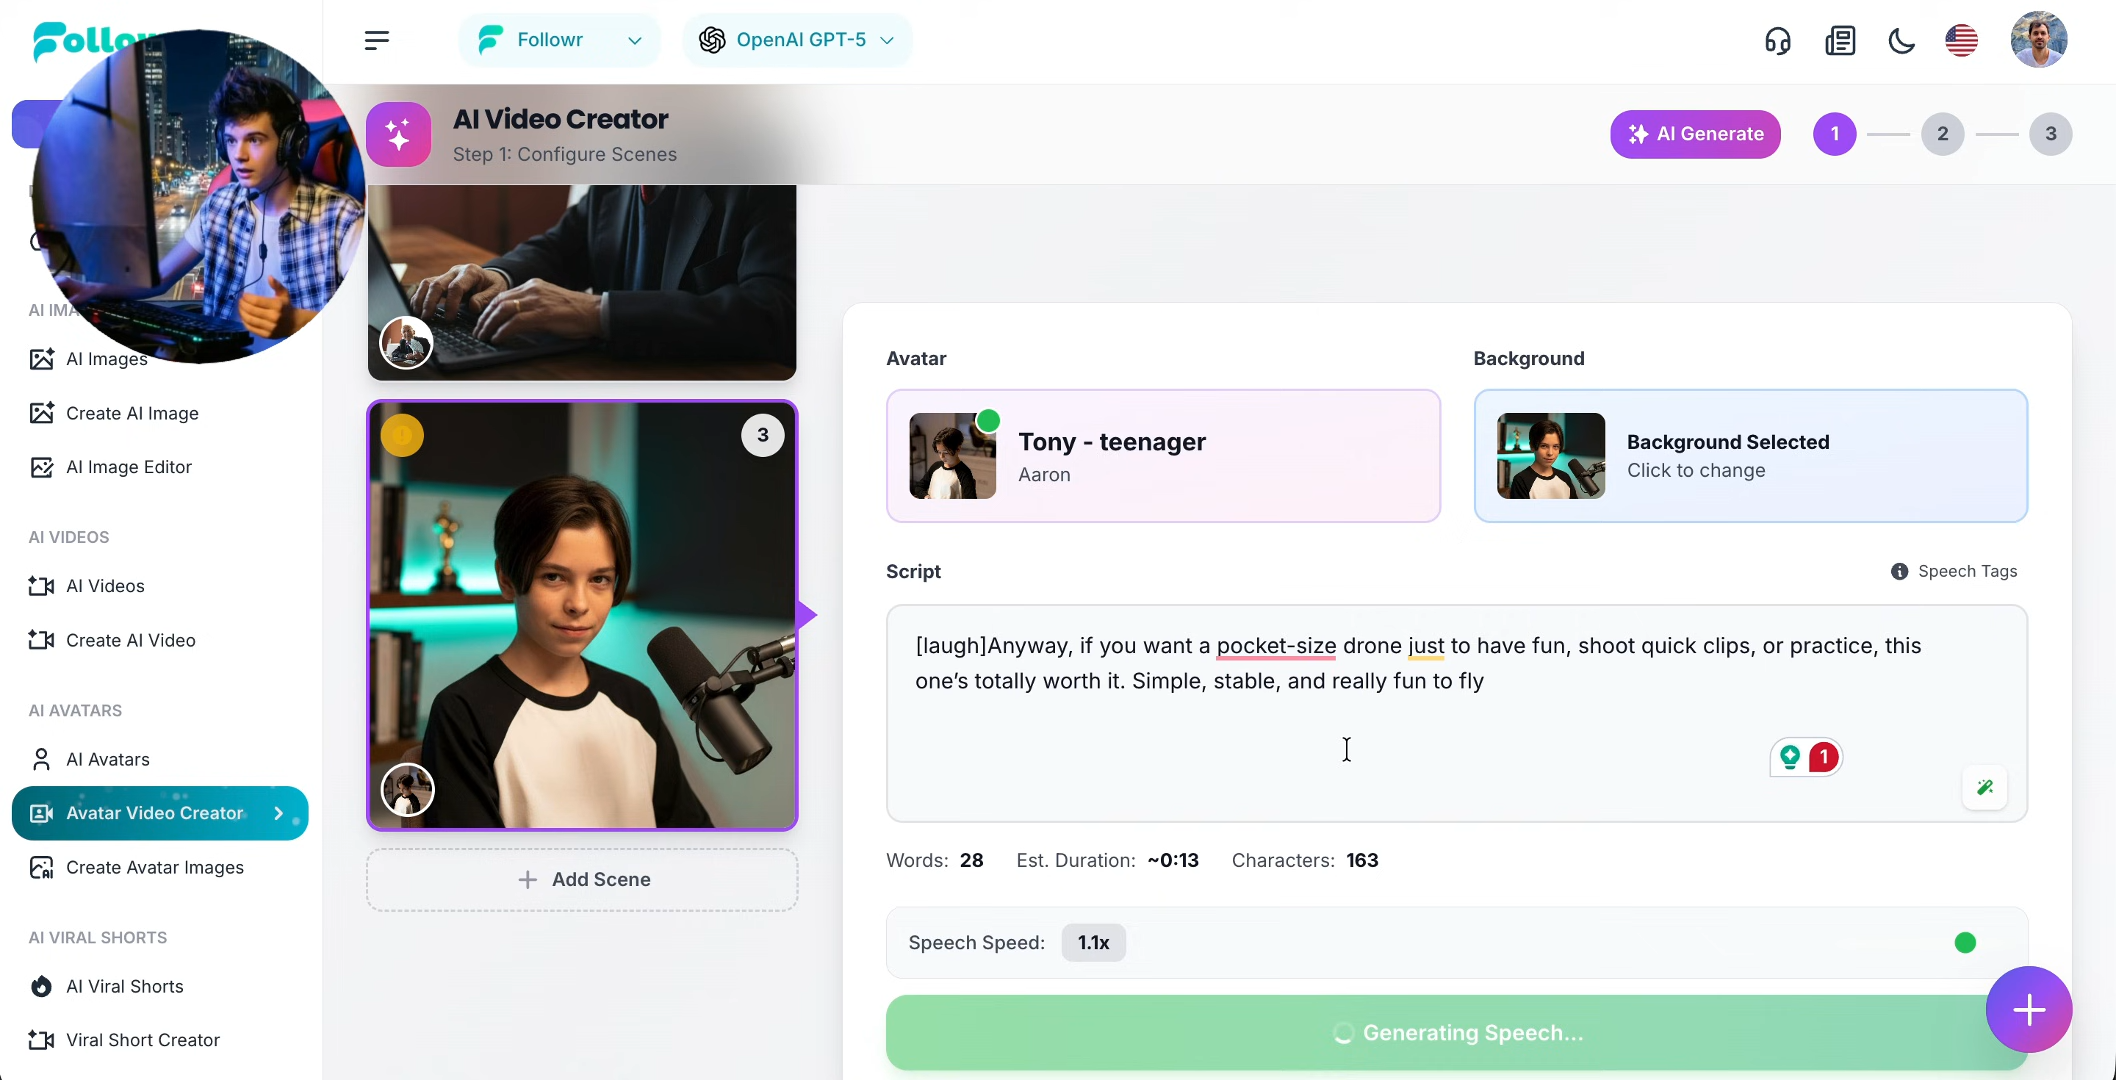 Follow
Followr
OpenAI GPT-5
AI Video Creator
Step 1: Configure Scenes
AI Generate
1
2
3
AI IMA
AI Images
Create AI Image
AI Image Editor
AI VIDEOS
AI Videos
Create AI Video
AI AVATARS
AI Avatars
Avatar Video Creator
Create Avatar Images
AI VIRAL SHORTS
AI Viral Shorts
Viral Short Creator
3
Add Scene
Avatar
Tony - teenager
Aaron
Background
Background Selected
Click to change
Script
Speech Tags
[laugh]Anyway, if you want a pocket-size drone just to have fun, shoot quick clips, or practice, this
one’s totally worth it. Simple, stable, and really fun to fly
1
Words: 28 Est. Duration: ~0:13 Characters: 163
Speech Speed: 1.1x
Generating Speech...